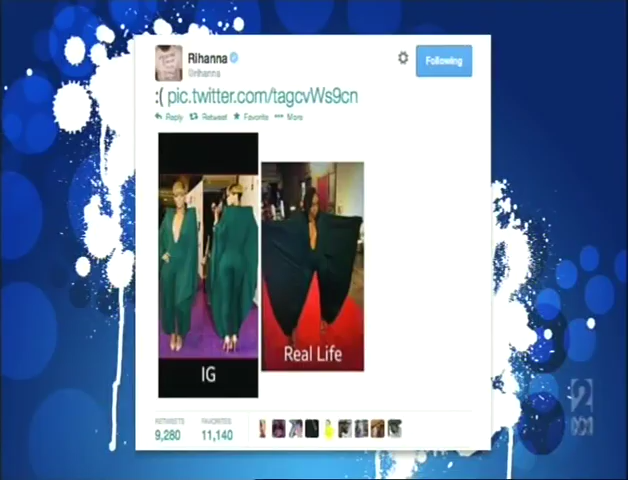 Rihanna
@rihanna
Following
:( pic.twitter.com/tagcvWs9cn
Reply Retweet Favorite More
IG
Real Life
RETWEETS FAVORITES
9,280 11,140
2